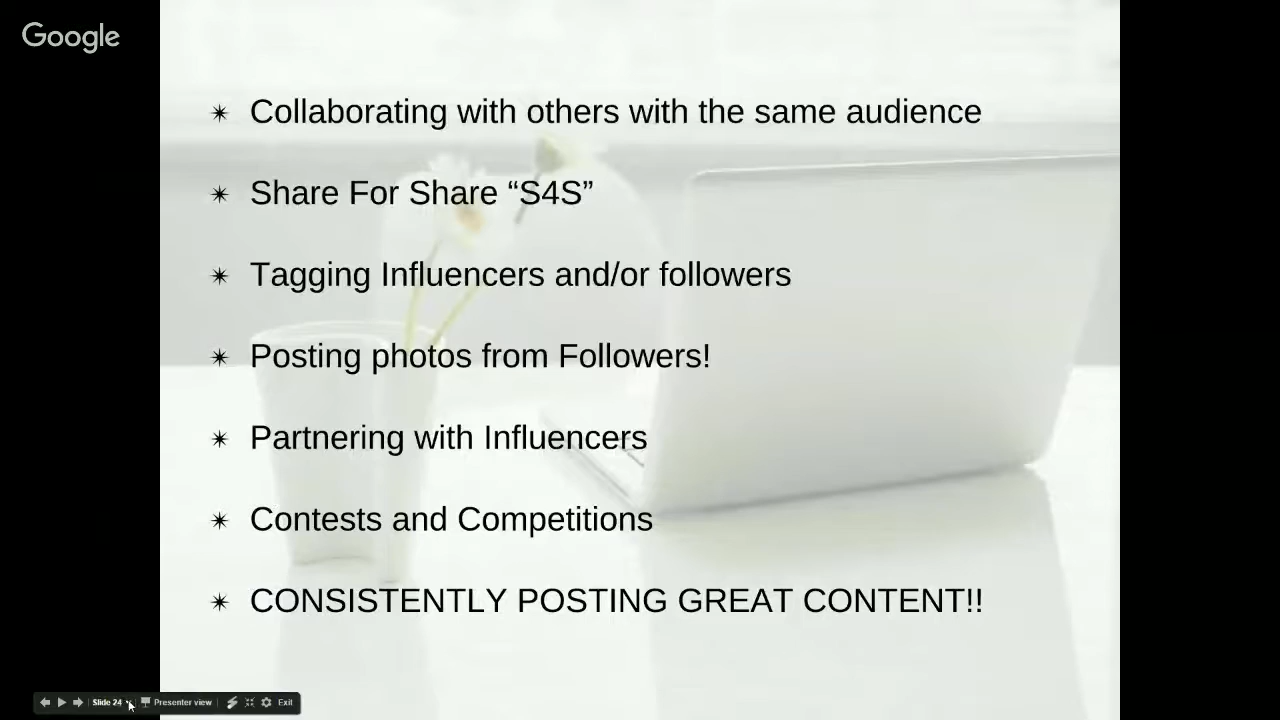 Google
Collaborating with others with the same audience
Share For Share “S4S”
Tagging Influencers and/or followers
Posting photos from Followers!
Partnering with Influencers
Contests and Competitions
CONSISTENTLY POSTING GREAT CONTENT!!
Slide 24 Presenter view Exit